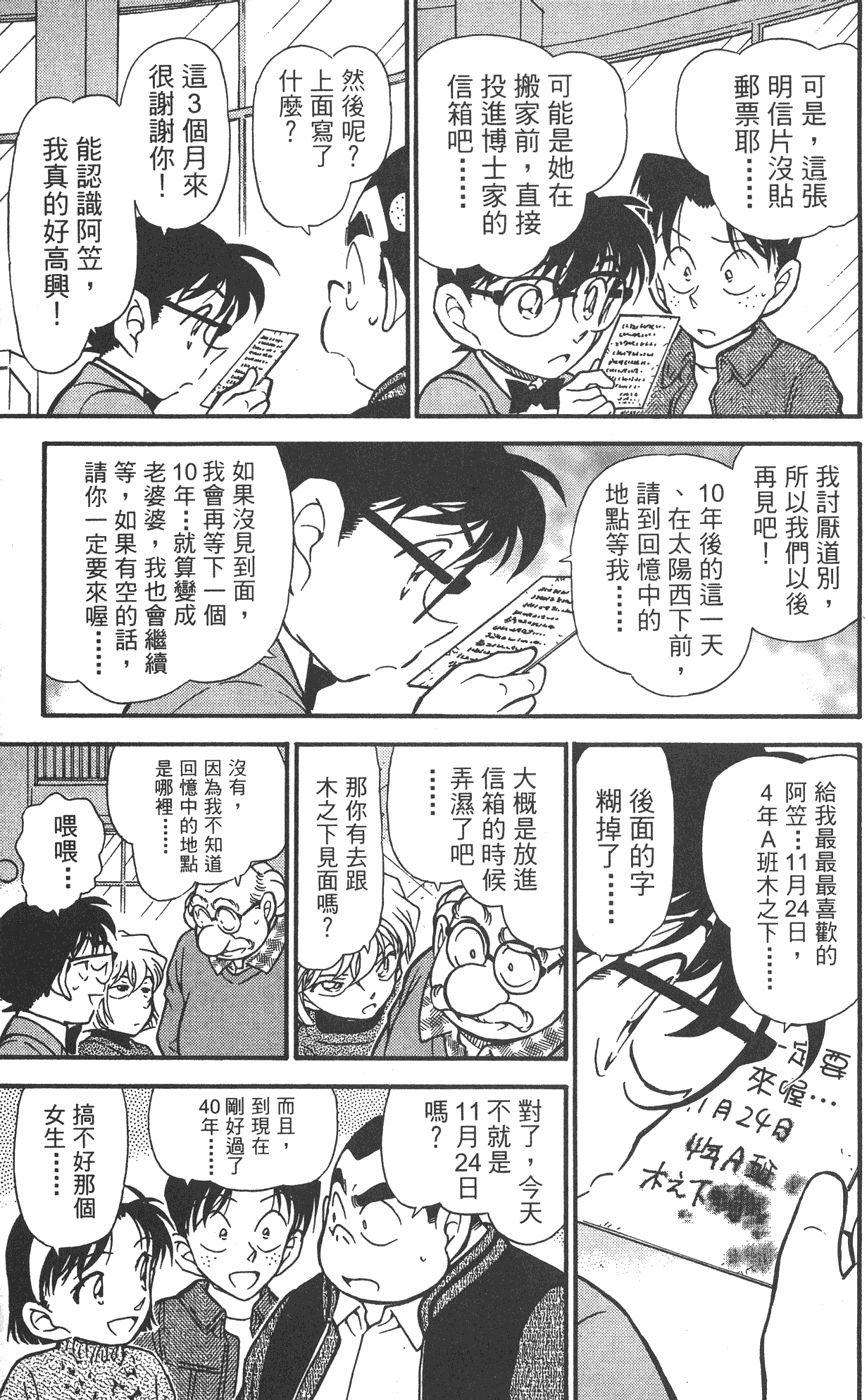 可是，這張
明信片沒貼
郵票耶……
可能是她在
搬家前，直接
投進博士家的
信箱吧……
然後呢？
上面寫了
什麼？
這3個月來
很謝謝你！
能認識阿笠，
我真的好高興！
我討厭道別，
所以我們以後
再見吧！
10年後的這一天
、在太陽西下前，
請到回憶中的
地點等我……
如果沒見到面，
我會再等下一個
10年…就算變成
老婆婆，我也會繼續
等，如果有空的話，
請你一定要來喔……
給我最最最喜歡的
阿笠…11月24日，
4年A班木之下……
後面的字
糊掉了……
要
來喔…
11月24日
4年A班
木之下
大概是放進
信箱的時候
弄濕了吧
……
那你有去跟
木之下見面嗎？
沒有，
因為我不知道
回憶中的地點
是哪裡……
喂喂…
對了，今天
不就是
11月24日
嗎？
而且，
到現在
剛好過了
40年…
搞不好那個
女生……